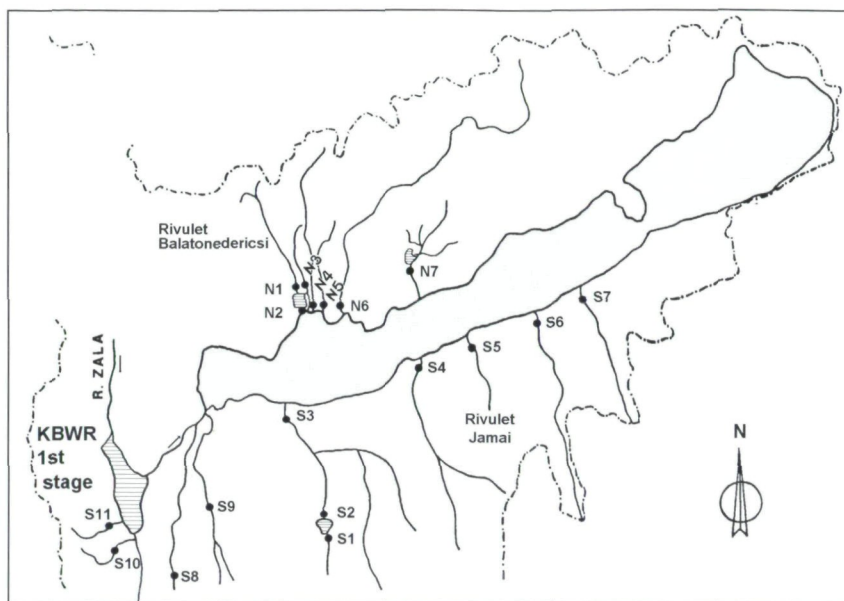 Rivulet
Balatonedericsi
N1
N2
N3
N4
N5
N6
N7
S7
S6
S5
S4
S3
Rivulet
Jamai
R. ZALA
KBWR
1st
stage
N
S11
S10
S9
S8
S2
S1